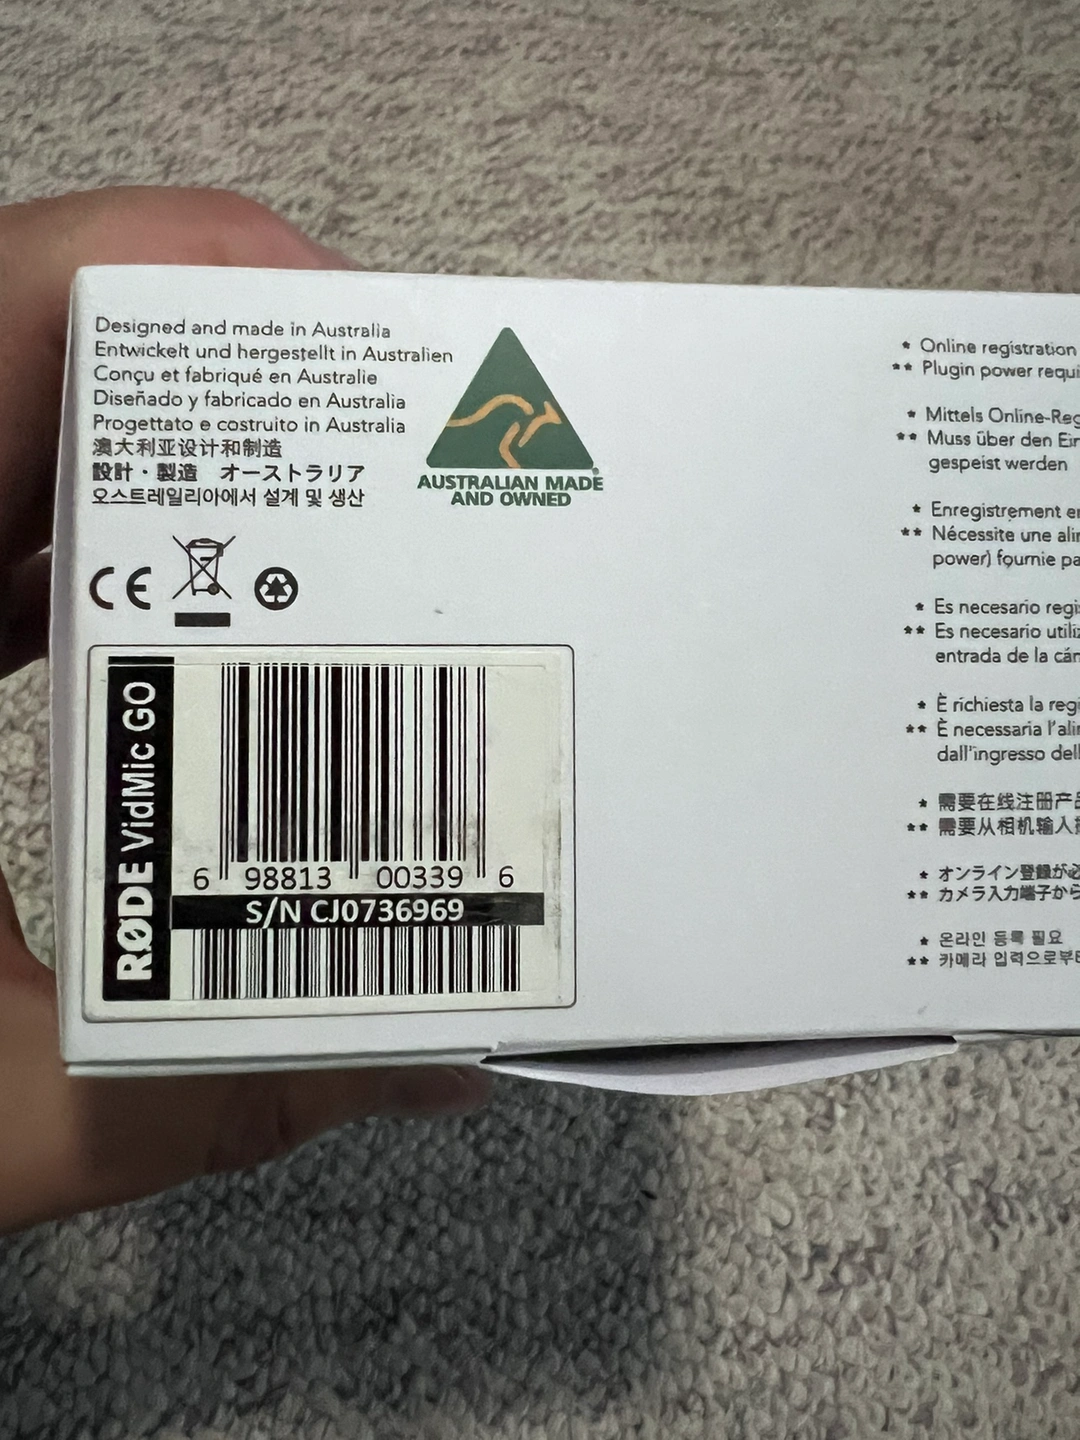 Designed and made in Australia
Entwickelt und hergestellt in Australien
Conçu et fabriqué en Australie
Diseñado y fabricado en Australia
Progettato e costruito in Australia
澳大利亚设计和制造
設計・製造 オーストラリア
오스트레일리아에서 설계 및 생산
AUSTRALIAN MADE
AND OWNED
CE
RØDE VidMic GO
6 98813 00339 6
S/N CJ0736969
* Online registration
** Plugin power requi
* Mittels Online-Reg
** Muss über den Ein
gespeist werden
* Enregistrement en
** Nécessite une alim
power) fournie pa
* Es necesario regis
** Es necesario utiliz
entrada de la cám
* È richiesta la regi
** È necessaria l'alim
dall'ingresso dell
* 需要在线注册产品
** 需要从相机输入
* オンライン登録が必
** カメラ入力端子から
* 온라인 등록 필요
** 카메라 입력으로부터